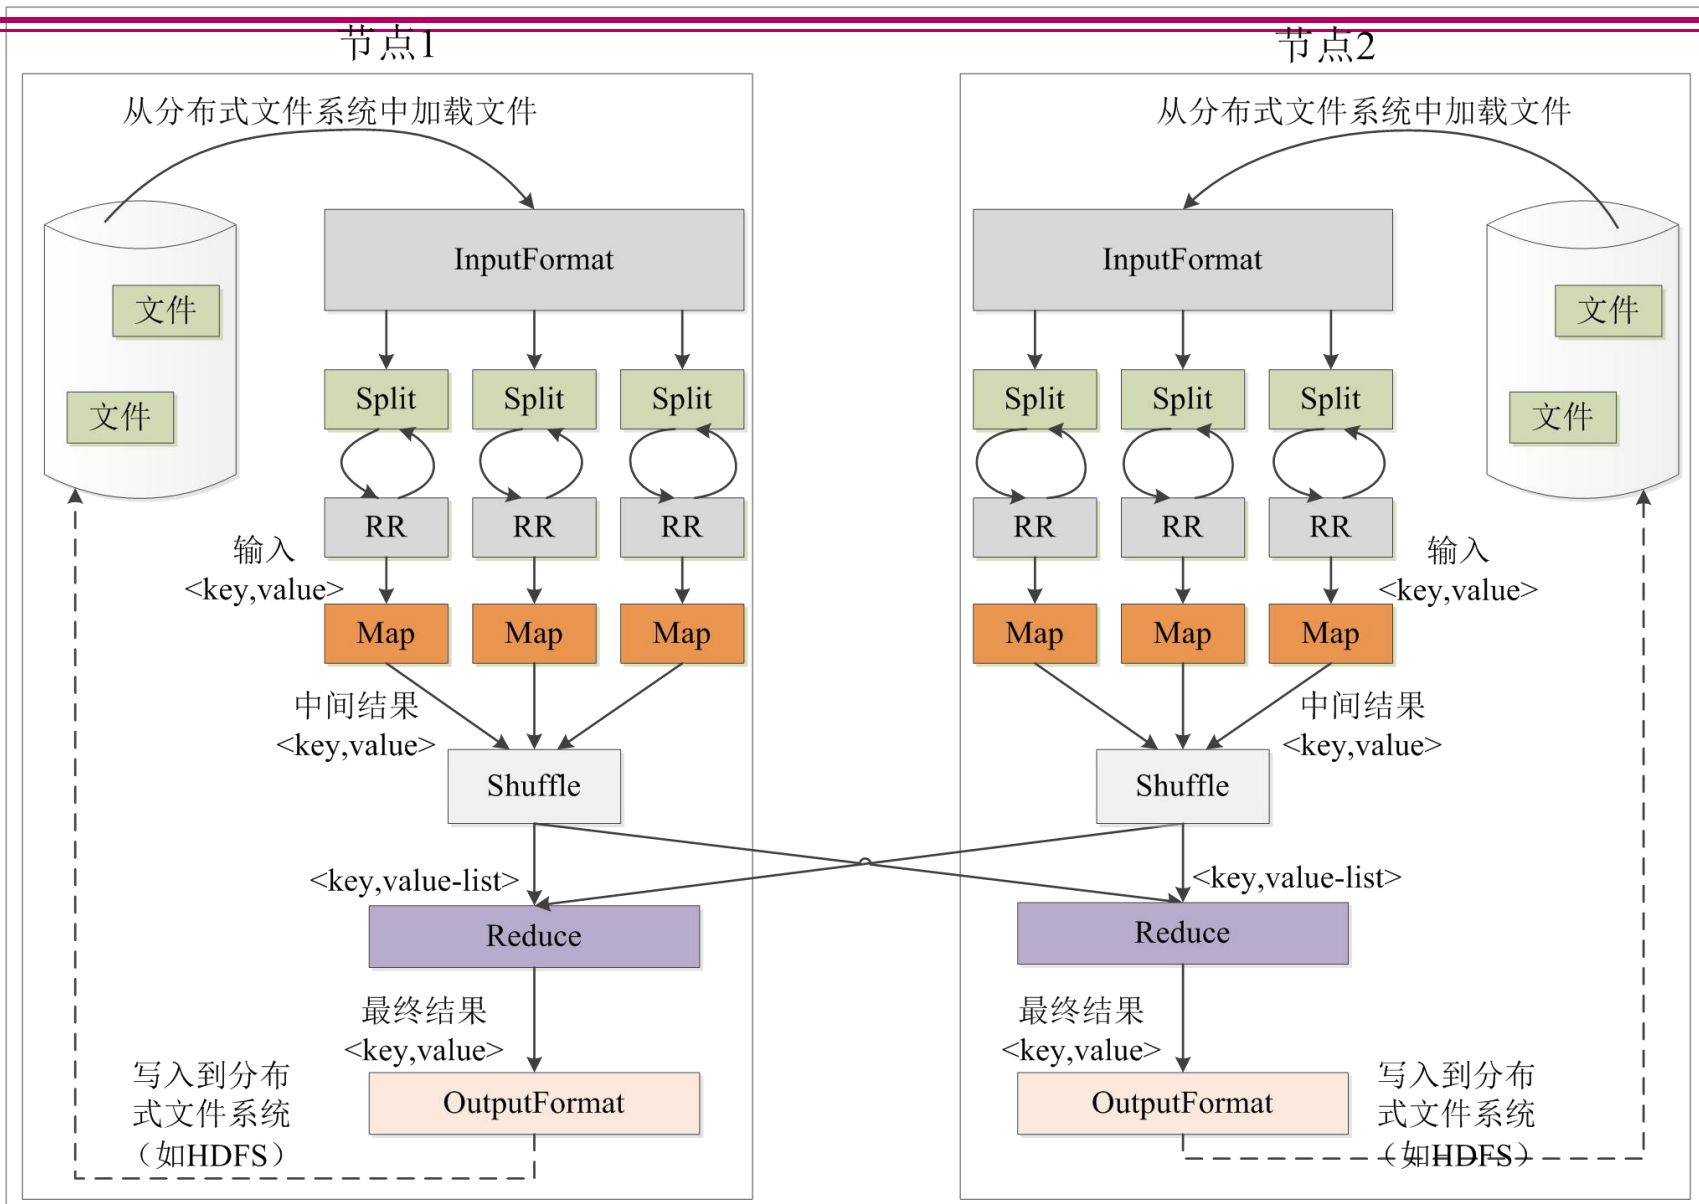 节点1
从分布式文件系统中加载文件
InputFormat
文件
文件
Split Split Split
RR RR RR
输入
<key,value>
Map Map Map
中间结果
<key,value>
Shuffle
<key,value-list>
Reduce
最终结果
<key,value>
OutputFormat
写入到分布
式文件系统
（如HDFS）
节点2
从分布式文件系统中加载文件
InputFormat
文件
文件
Split Split Split
RR RR RR
输入
<key,value>
Map Map Map
中间结果
<key,value>
Shuffle
<key,value-list>
Reduce
最终结果
<key,value>
OutputFormat
写入到分布
式文件系统
（如HDFS）